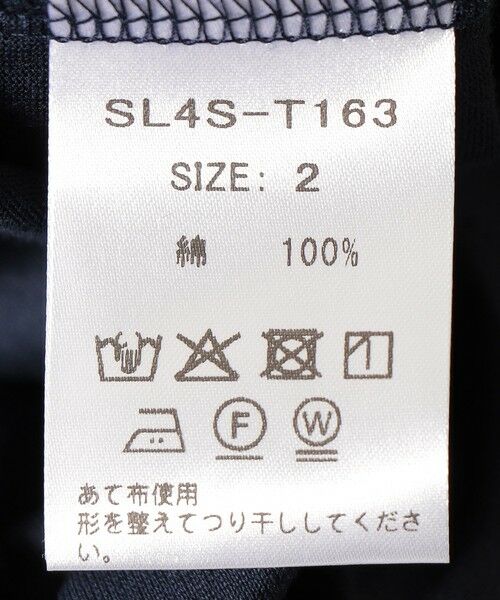 SL4S-T163
SIZE: 2
綿 100%
F W
あて布使用
形を整えてつり干ししてくださ
い。